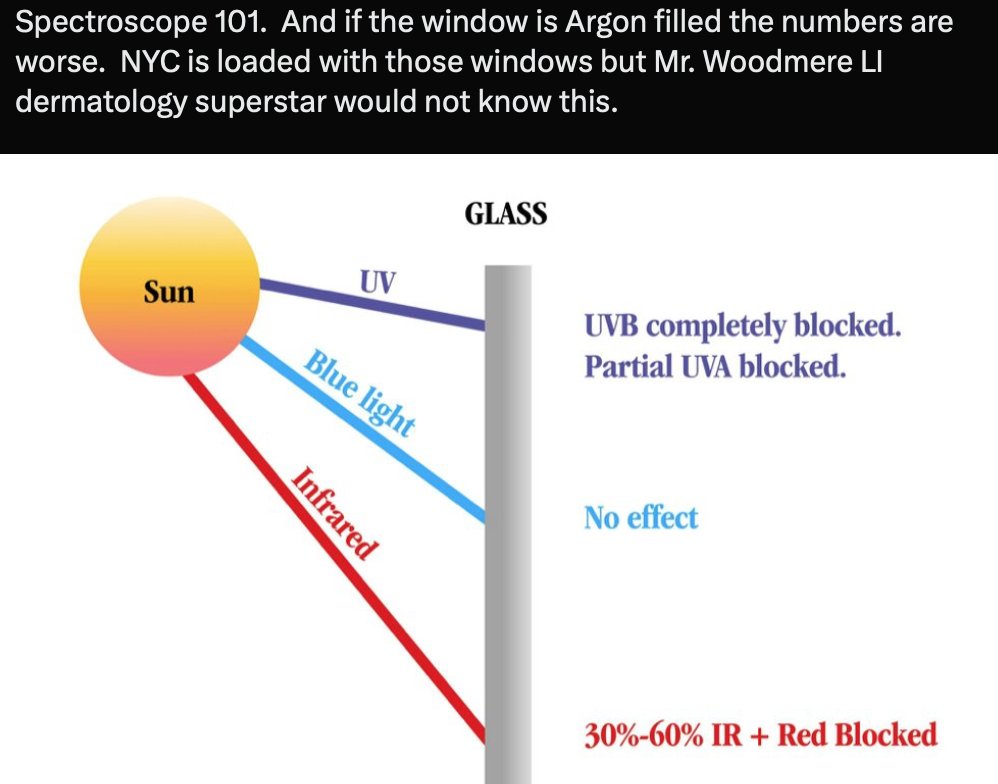 Spectroscope 101.  And if the window is Argon filled the numbers are
worse.  NYC is loaded with those windows but Mr. Woodmere LI
dermatology superstar would not know this.
GLASS
UV
Sun
UVB completely blocked.
Partial UVA blocked.
Blue light
No effect
Infrared
30%-60% IR + Red Blocked